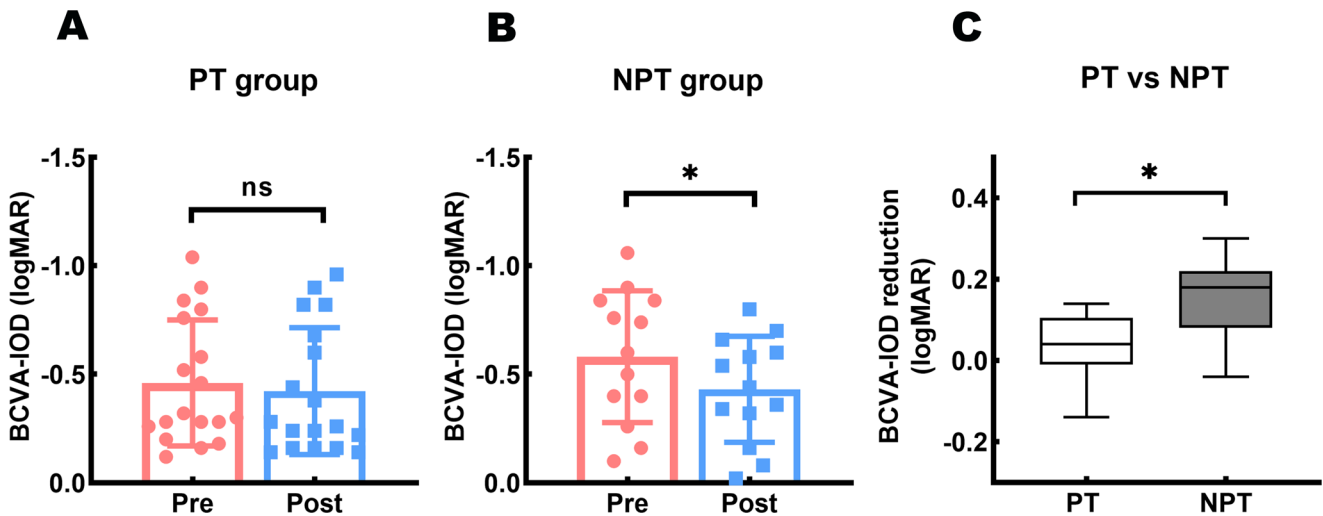 A
PT group
BCVA-IOD (logMAR)
-1.5
-1.0
-0.5
0.0
ns
Pre
Post
B
NPT group
BCVA-IOD (logMAR)
-1.5
-1.0
-0.5
0.0
*
Pre
Post
C
PT vs NPT
BCVA-IOD reduction
(logMAR)
0.4
0.2
0.0
-0.2
*
PT
NPT